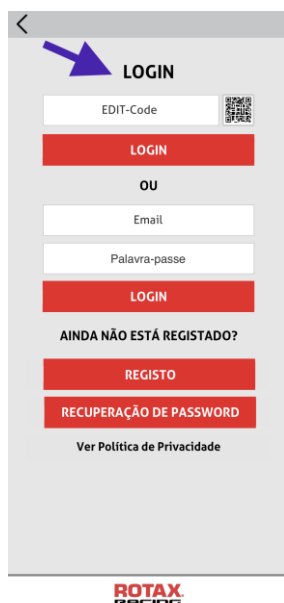 LOGIN
EDIT-Code
LOGIN
OU
Email
Palavra-passe
LOGIN
AINDA NÃO ESTÁ REGISTADO?
REGISTO
RECUPERAÇÃO DE PASSWORD
Ver Política de Privacidade
ROTAX.
RACING